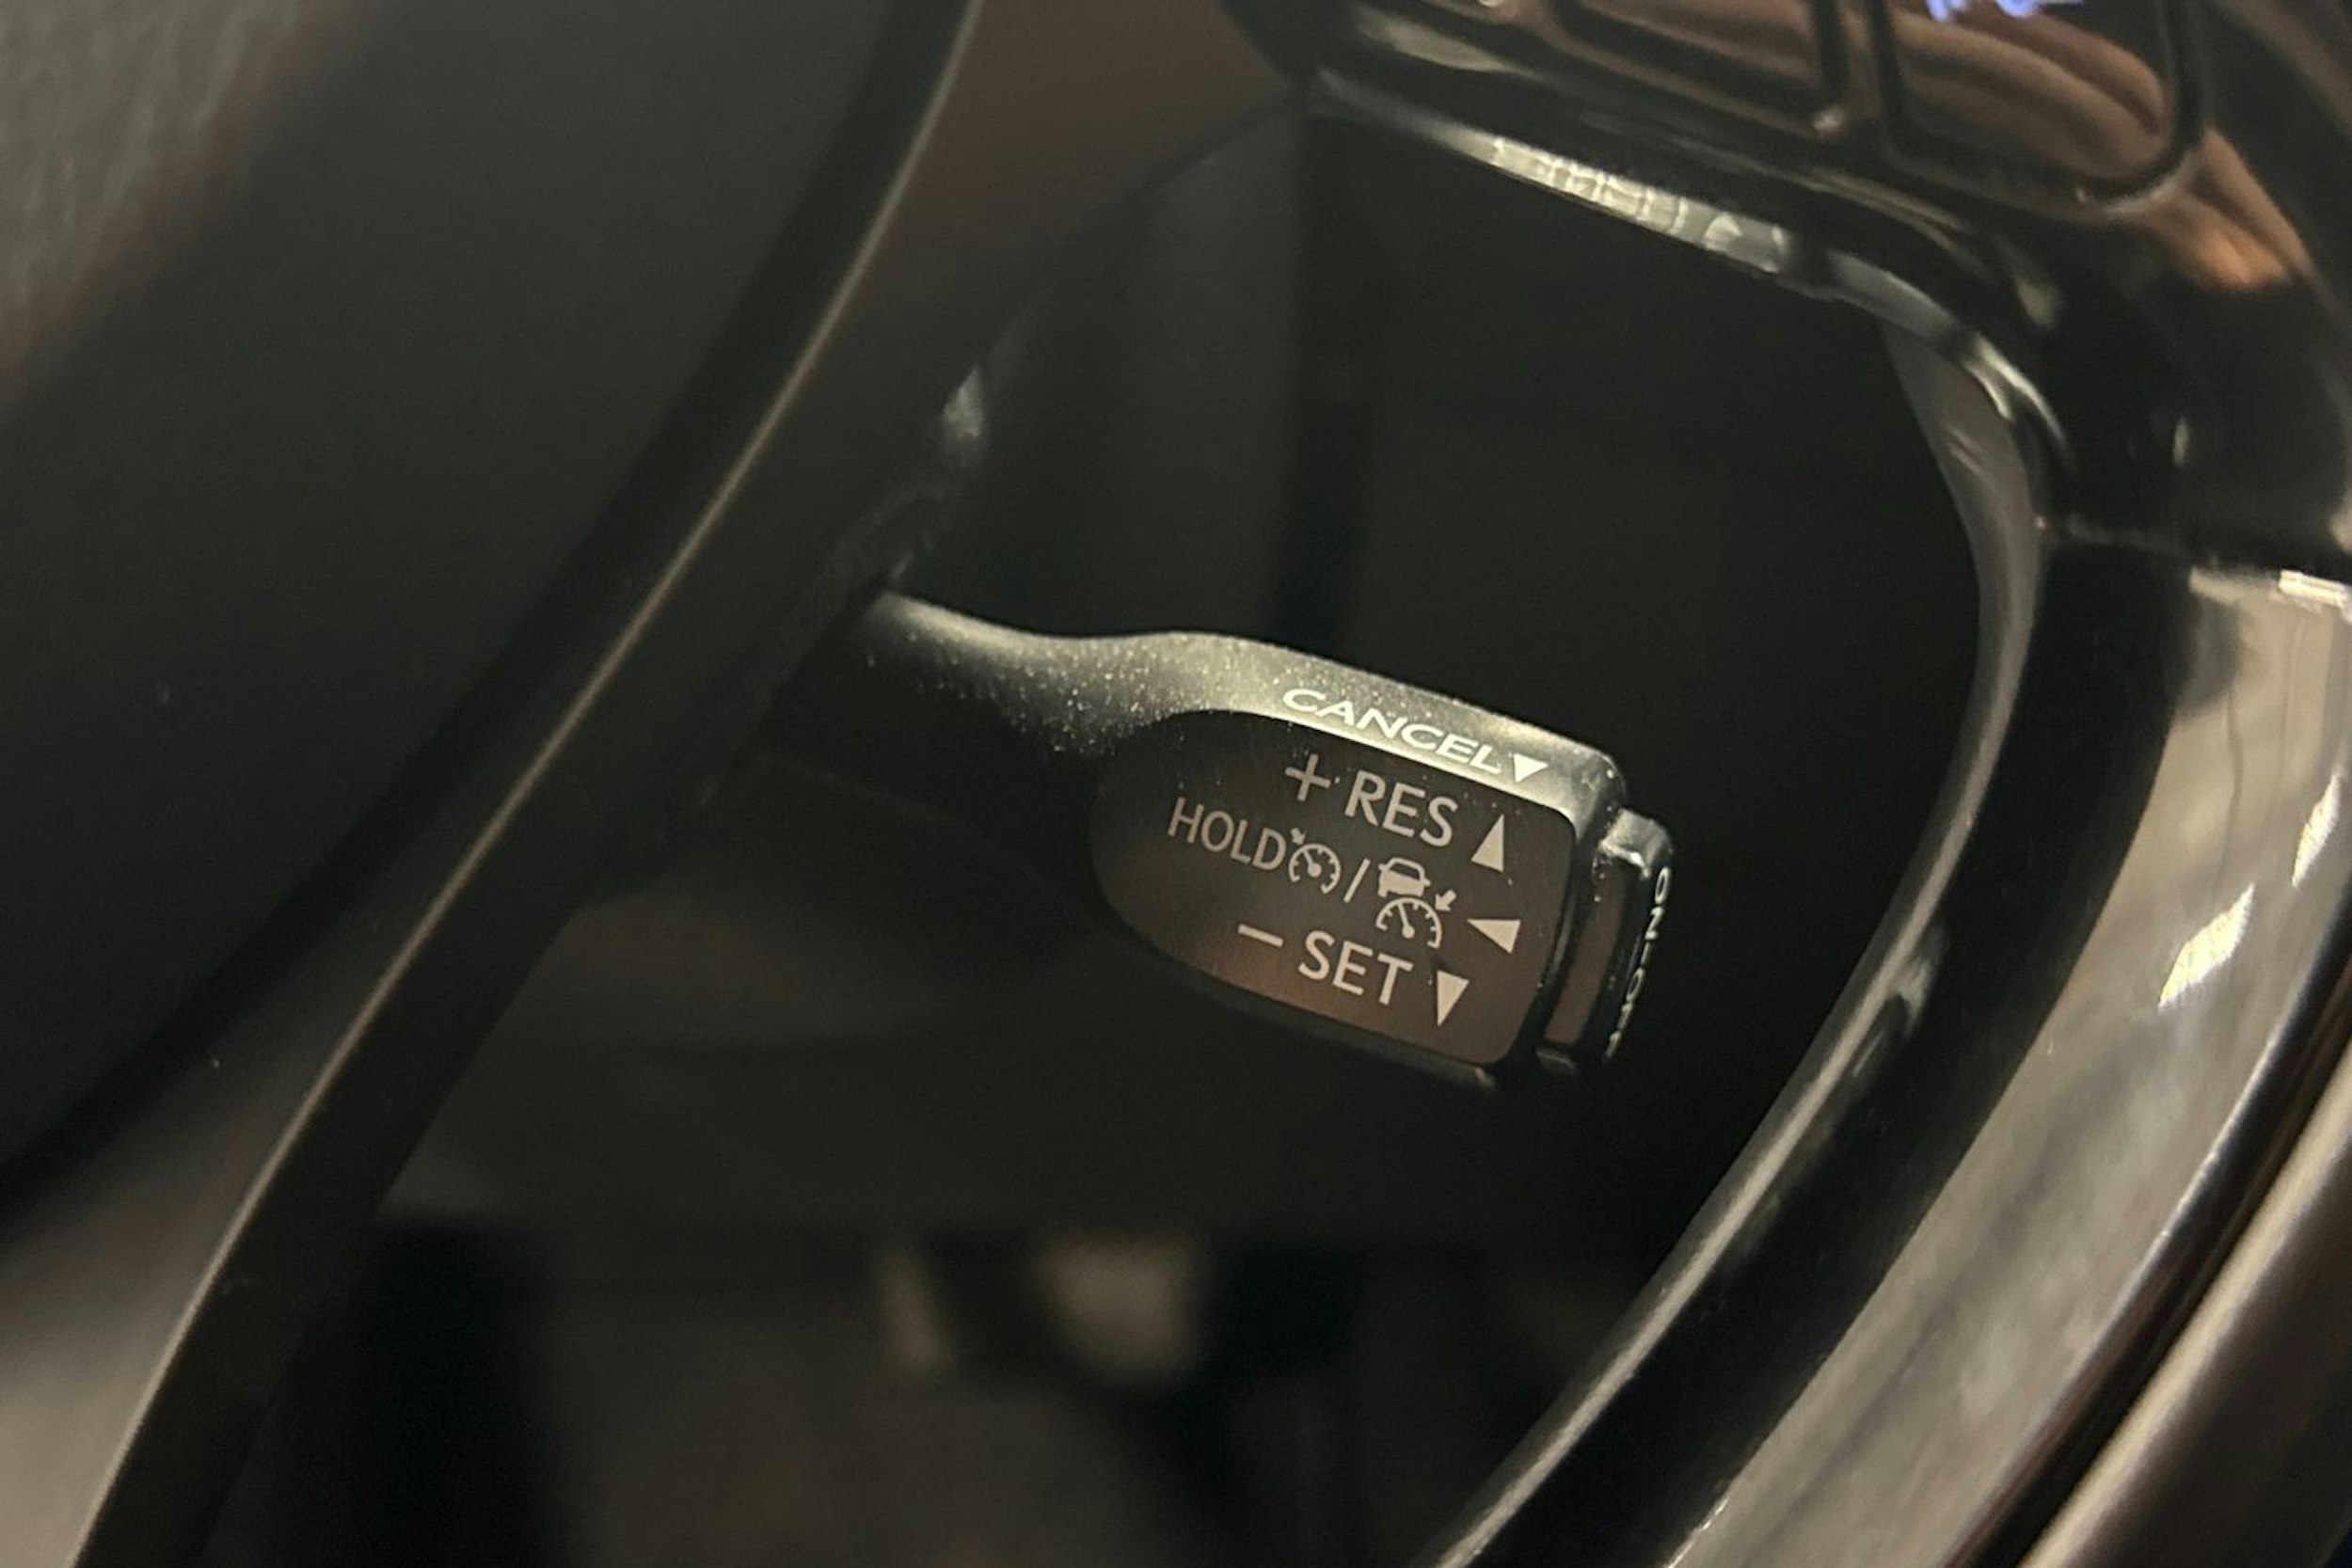 CANCEL▼
+ RES ▲
HOLD / ◄
− SET ▼
ON-OFF